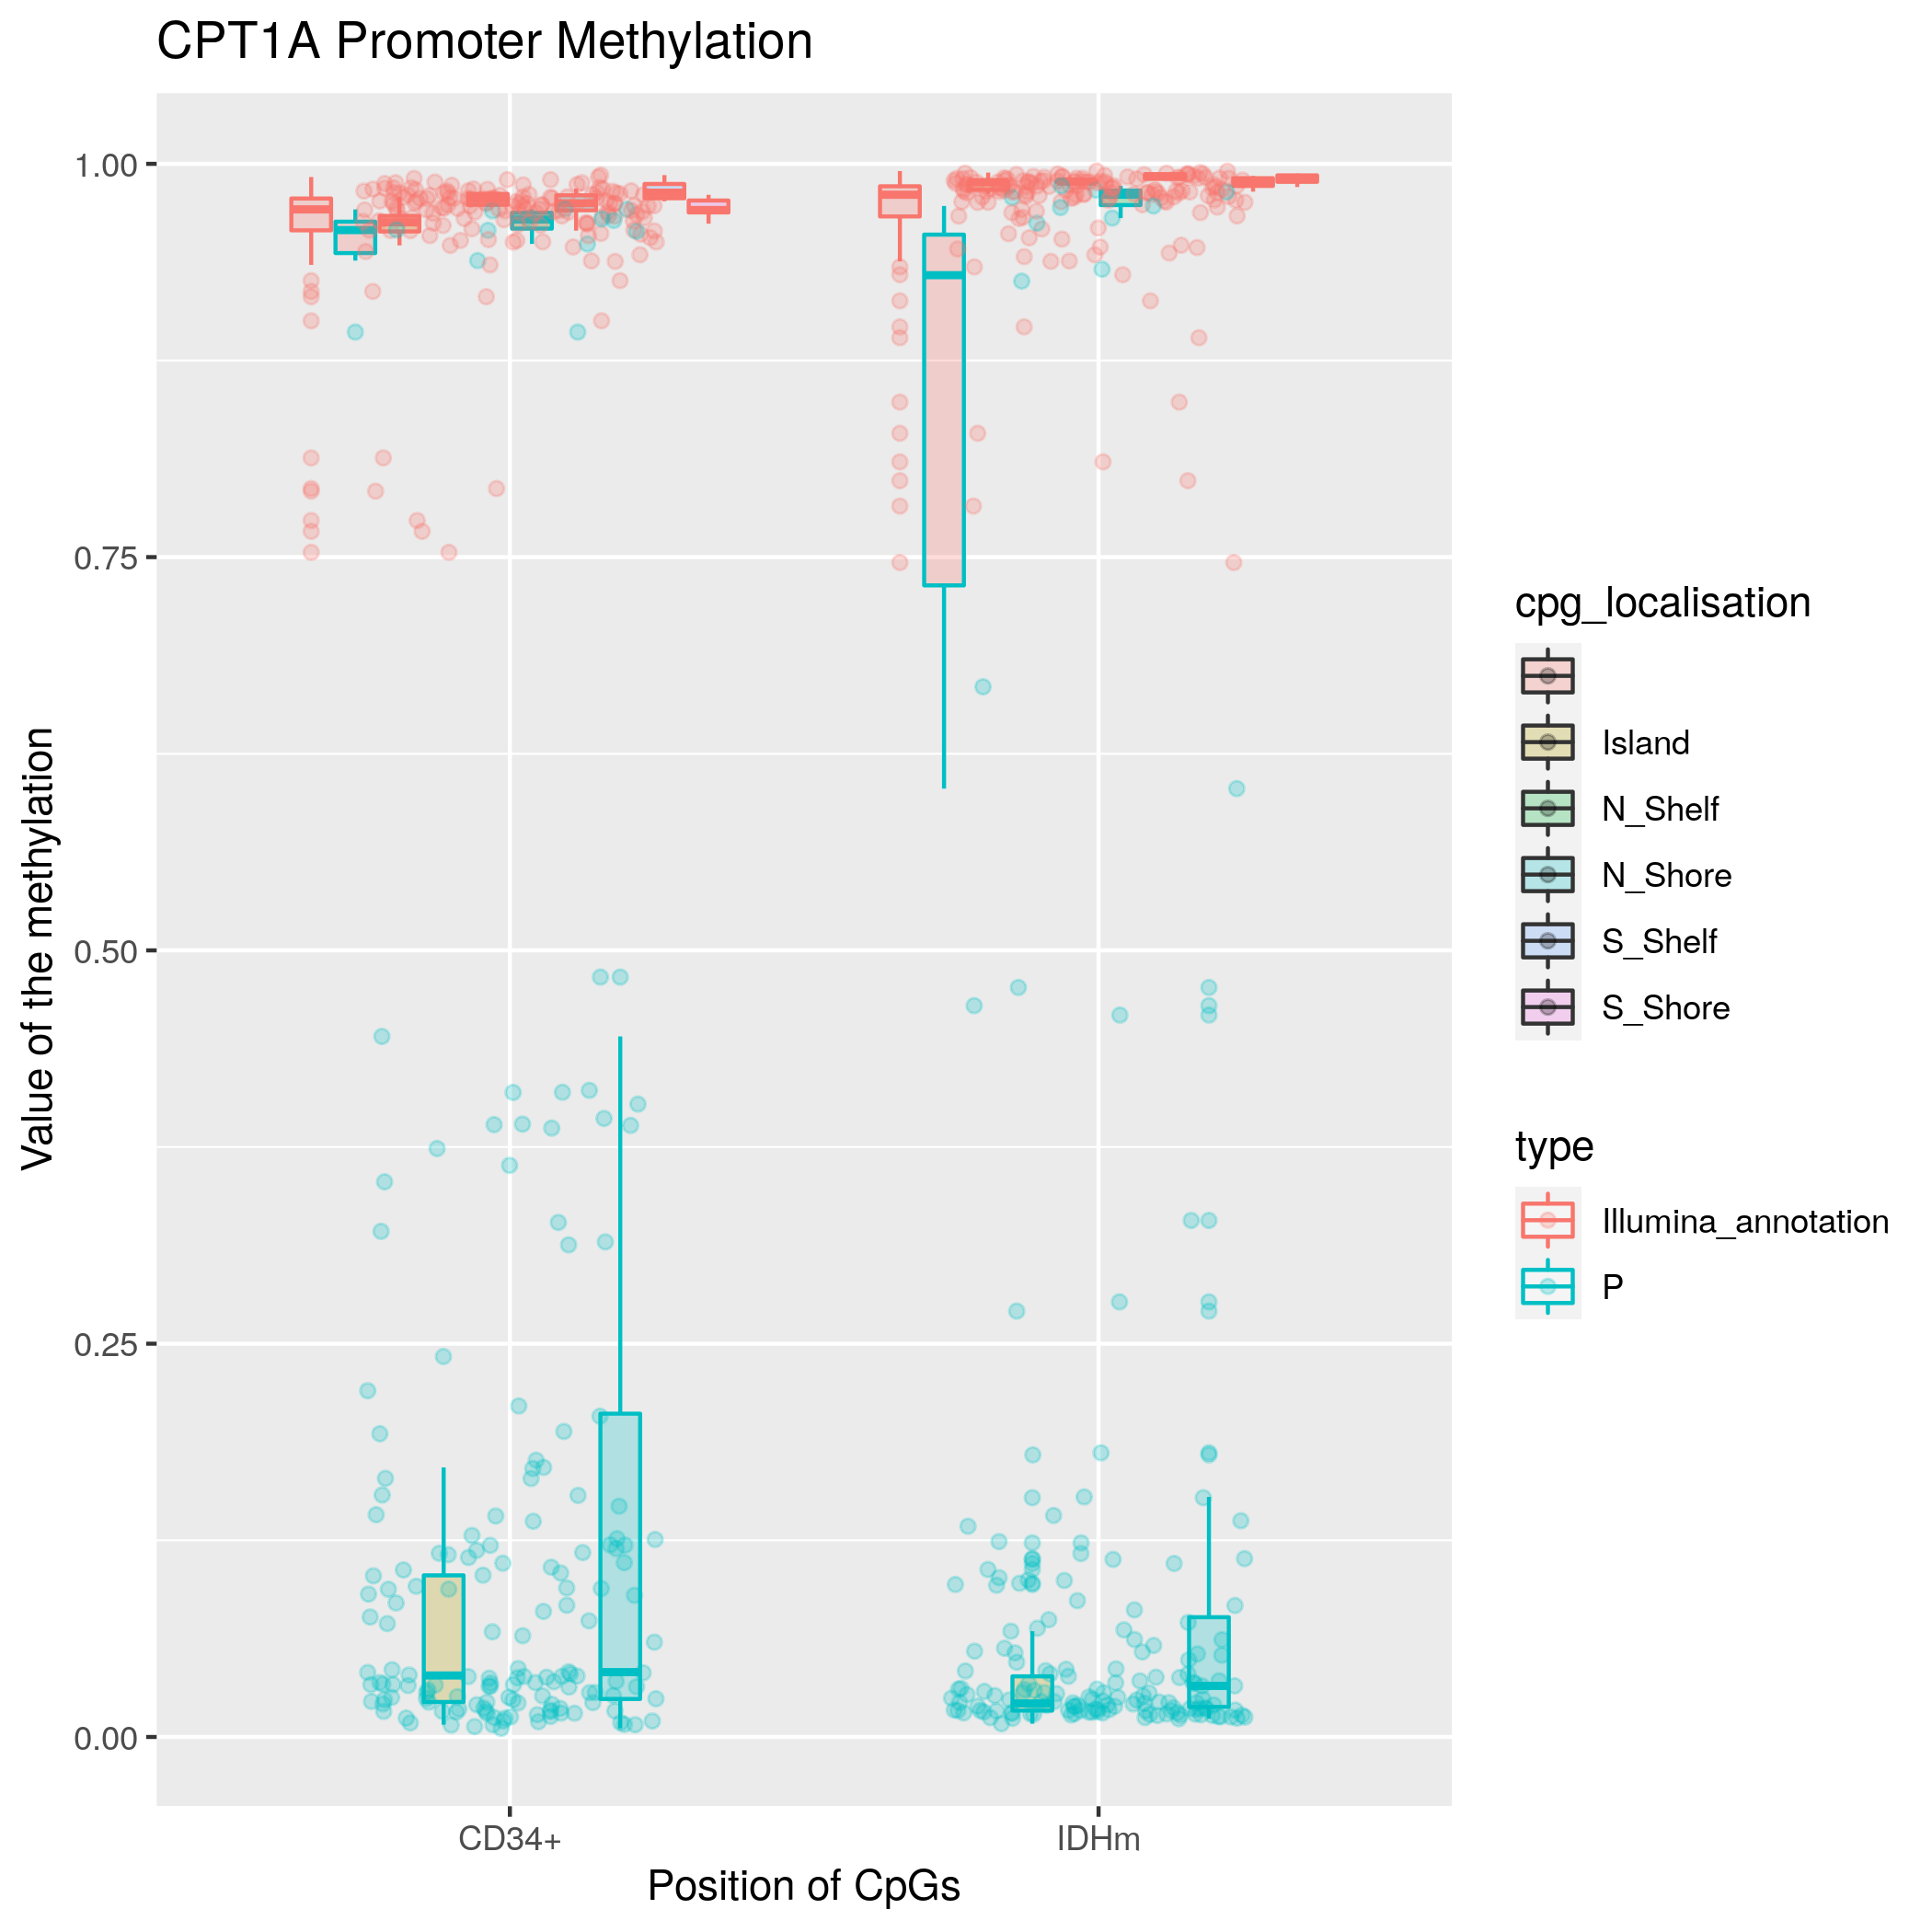 CPT1A Promoter Methylation
1.00
0.75
0.50
0.25
0.00
Value of the methylation
CD34+
IDHm
Position of CpGs
cpg_localisation
Island
N_Shelf
N_Shore
S_Shelf
S_Shore
type
Illumina_annotation
P